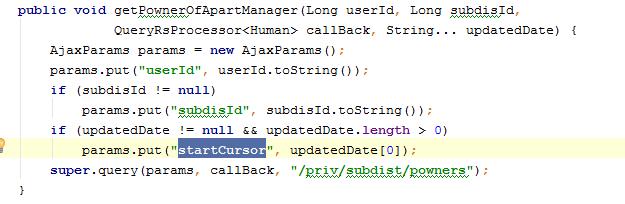 public void getPownerOfApartManager(Long userId, Long subdisId,
QueryRsProcessor<Human> callBack, String... updatedDate) {
AjaxParams params = new AjaxParams();
params.put("userId", userId.toString());
if (subdisId != null)
params.put("subdisId", subdisId.toString());
if (updatedDate != null && updatedDate.length > 0)
params.put("startCursor", updatedDate[0]);
super.query(params, callBack, "/priv/subdist/powners");
}